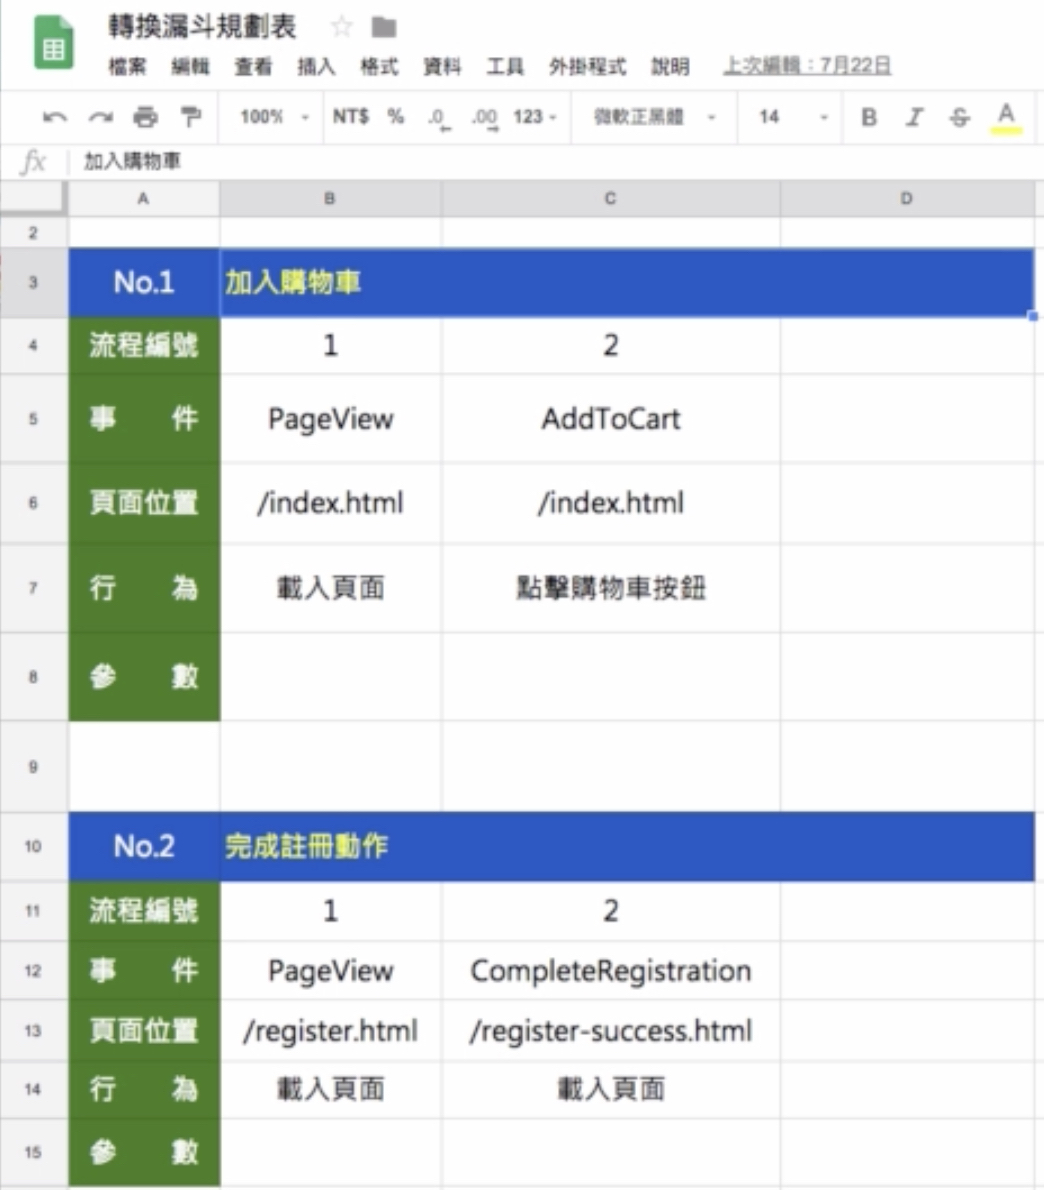 轉換漏斗規劃表
檔案 編輯 查看 插入 格式 資料 工具 外掛程式 說明 上次編輯：7月22日
100% NT$ % .0 .00 123 微軟正黑體 14 B I S A
fx 加入購物車
A B C D
2
3 No.1 加入購物車
4 流程編號 1 2
5 事 件 PageView AddToCart
6 頁面位置 /index.html /index.html
7 行 為 載入頁面 點擊購物車按鈕
8 參 數
9
10 No.2 完成註冊動作
11 流程編號 1 2
12 事 件 PageView CompleteRegistration
13 頁面位置 /register.html /register-success.html
14 行 為 載入頁面 載入頁面
15 參 數